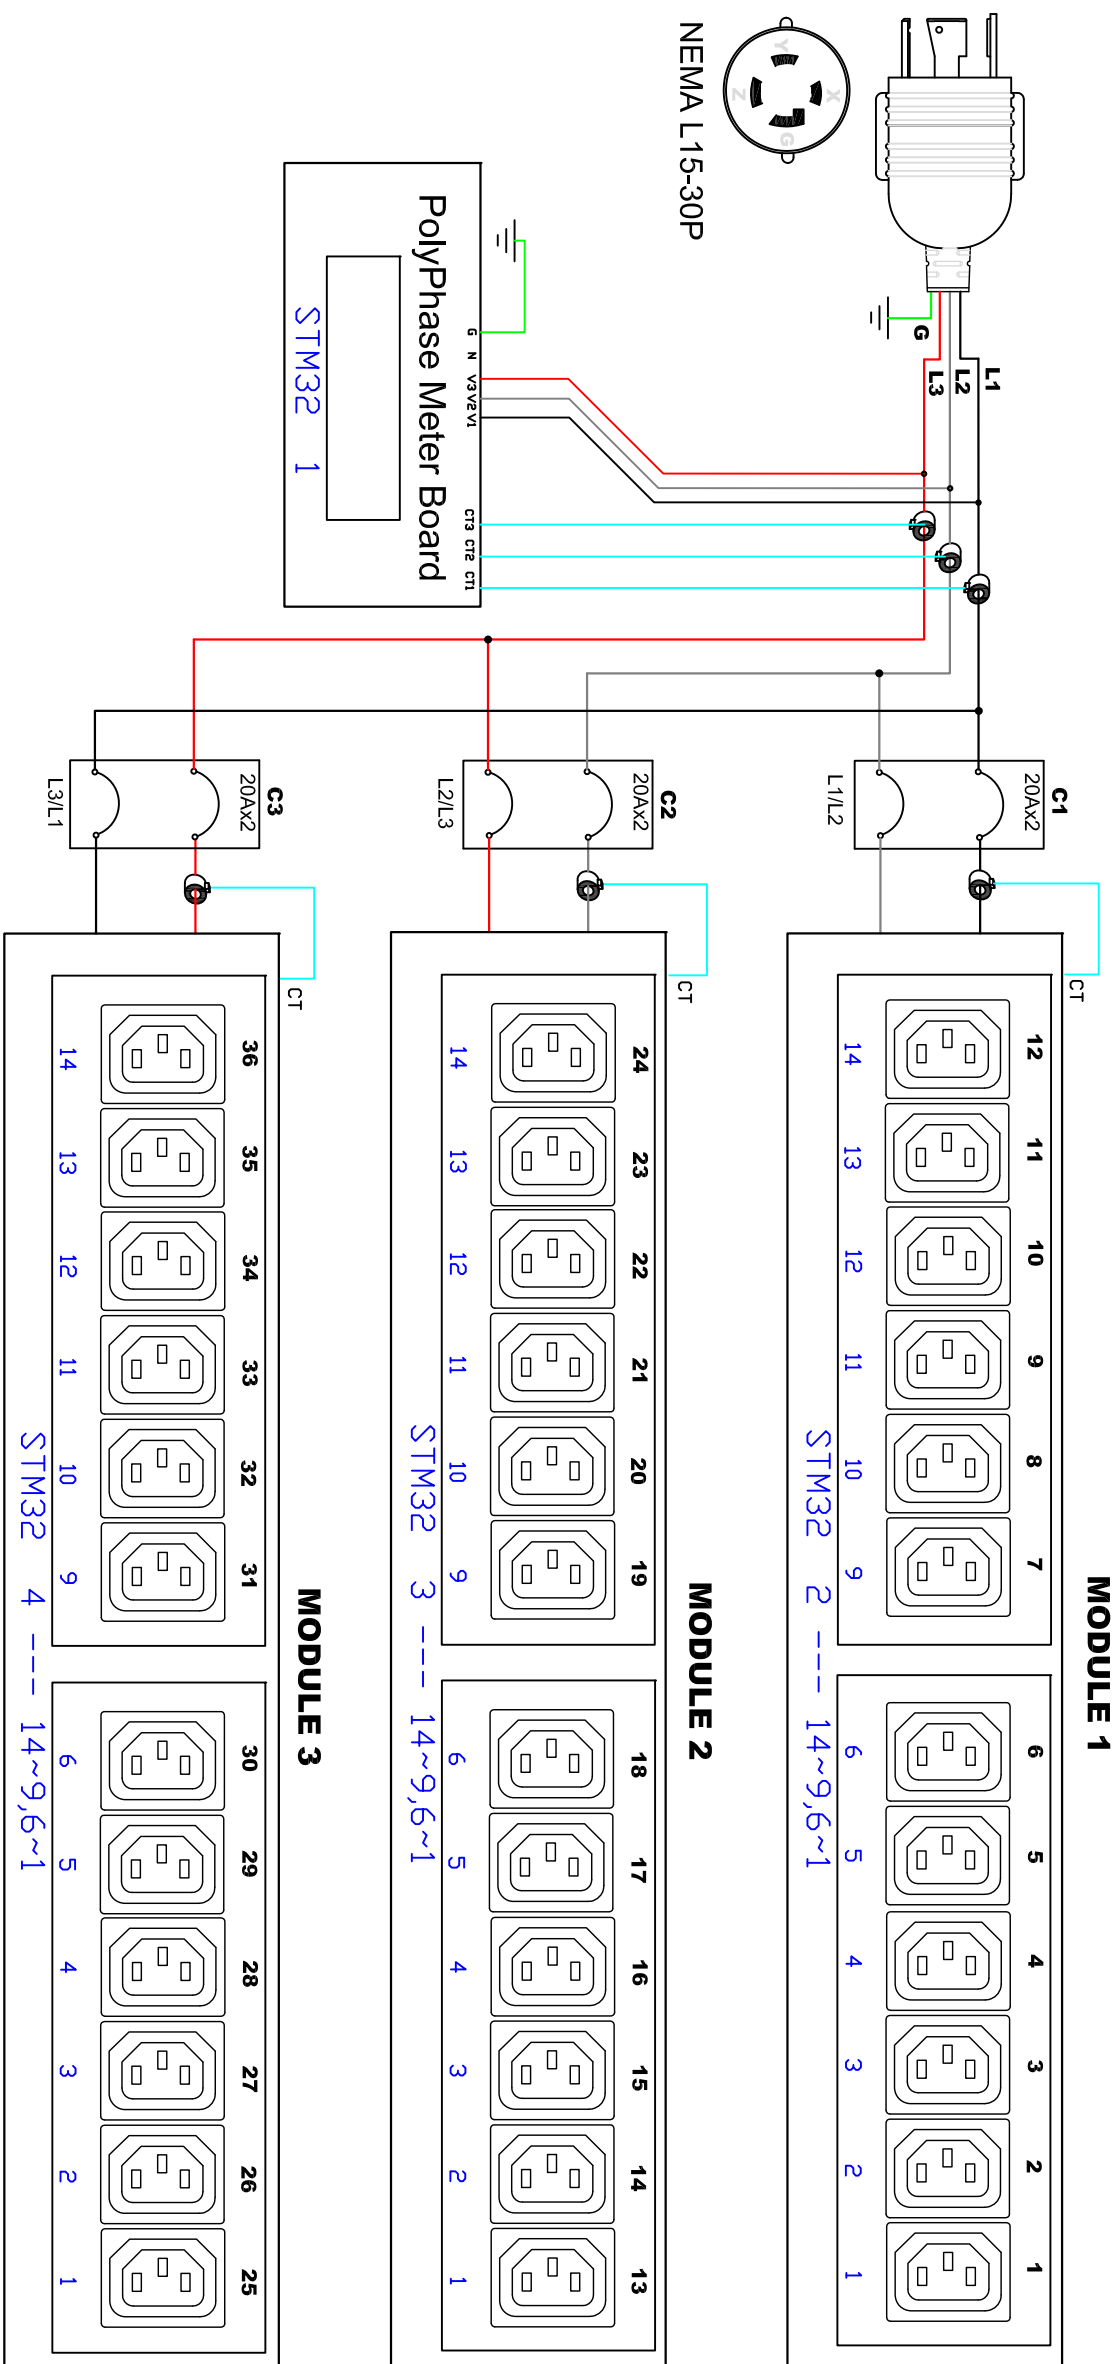 NEMA L15-30P
Y
X
Z
G
G
L1
L2
L3
PolyPhase Meter Board
STM32 1
G N V3 V2 V1 CT3 CT2 CT1
C1
20Ax2
L1/L2
CT
MODULE 1
12 11 10 9 8 7 6 5 4 3 2 1
14 13 12 11 10 9 6 5 4 3 2 1
STM32 2 --- 14~9,6~1
C2
20Ax2
L2/L3
CT
MODULE 2
24 23 22 21 20 19 18 17 16 15 14 13
14 13 12 11 10 9 6 5 4 3 2 1
STM32 3 --- 14~9,6~1
C3
20Ax2
L3/L1
CT
MODULE 3
36 35 34 33 32 31 30 29 28 27 26 25
14 13 12 11 10 9 6 5 4 3 2 1
STM32 4 --- 14~9,6~1